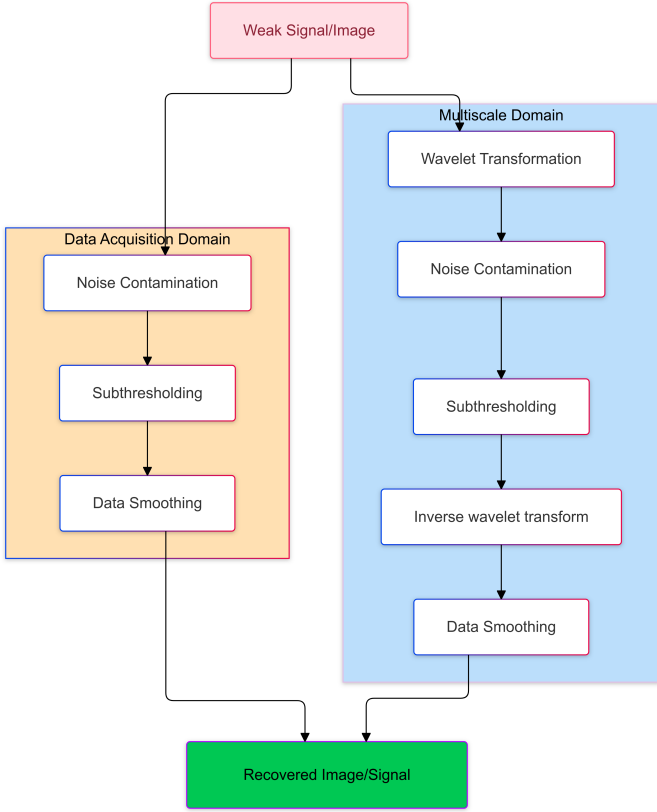 Weak Signal/Image
Data Acquisition Domain
Noise Contamination
Subthresholding
Data Smoothing
Multiscale Domain
Wavelet Transformation
Noise Contamination
Subthresholding
Inverse wavelet transform
Data Smoothing
Recovered Image/Signal